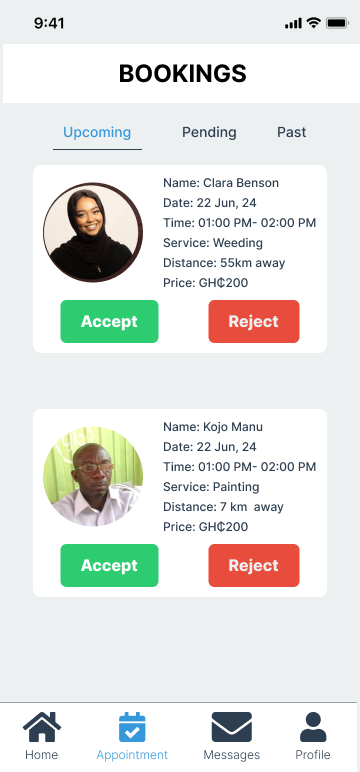 9:41
BOOKINGS
Upcoming Pending Past
Name: Clara Benson
Date: 22 Jun, 24
Time: 01:00 PM- 02:00 PM
Service: Weeding
Distance: 55km away
Price: GH₵200
Accept Reject
Name: Kojo Manu
Date: 22 Jun, 24
Time: 01:00 PM- 02:00 PM
Service: Painting
Distance: 7 km  away
Price: GH₵200
Accept Reject
Home Appointment Messages Profile